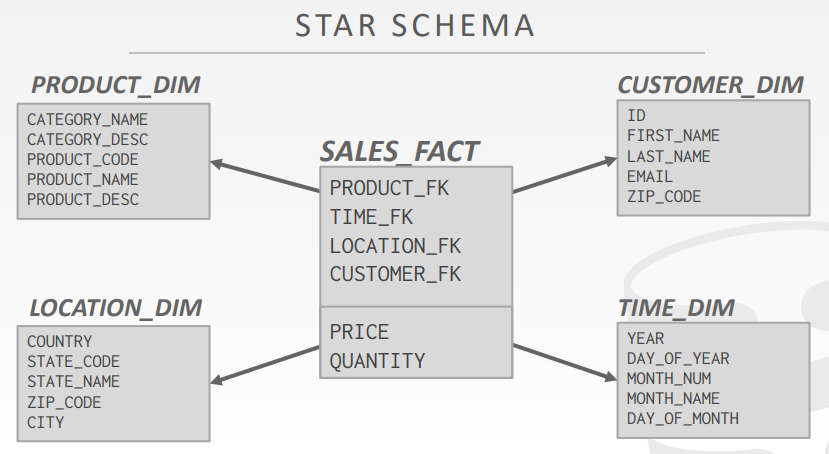 STAR SCHEMA
PRODUCT_DIM
CATEGORY_NAME
CATEGORY_DESC
PRODUCT_CODE
PRODUCT_NAME
PRODUCT_DESC
CUSTOMER_DIM
ID
FIRST_NAME
LAST_NAME
EMAIL
ZIP_CODE
SALES_FACT
PRODUCT_FK
TIME_FK
LOCATION_FK
CUSTOMER_FK
PRICE
QUANTITY
LOCATION_DIM
COUNTRY
STATE_CODE
STATE_NAME
ZIP_CODE
CITY
TIME_DIM
YEAR
DAY_OF_YEAR
MONTH_NUM
MONTH_NAME
DAY_OF_MONTH